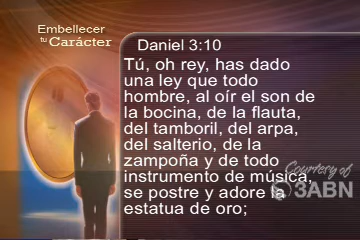 Embellecer
tu Carácter
Daniel 3:10
Tú, oh rey, has dado
una ley que todo
hombre, al oír el son de
la bocina, de la flauta,
del tamboril, del arpa,
del salterio, de la
zampoña y de todo
instrumento de música,
se postre y adore la
estatua de oro;
Courtesy of
3ABN